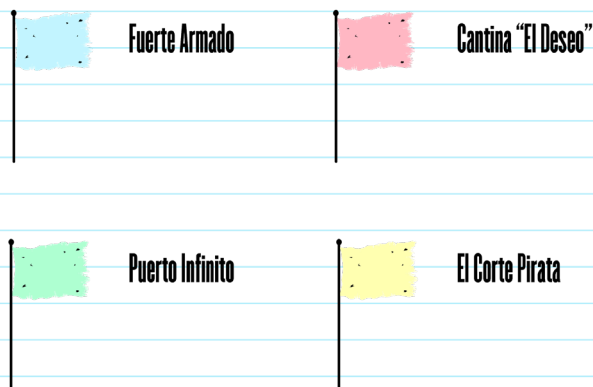 Fuerte Armado
Cantina “El Deseo”
Puerto Infinito
El Corte Pirata